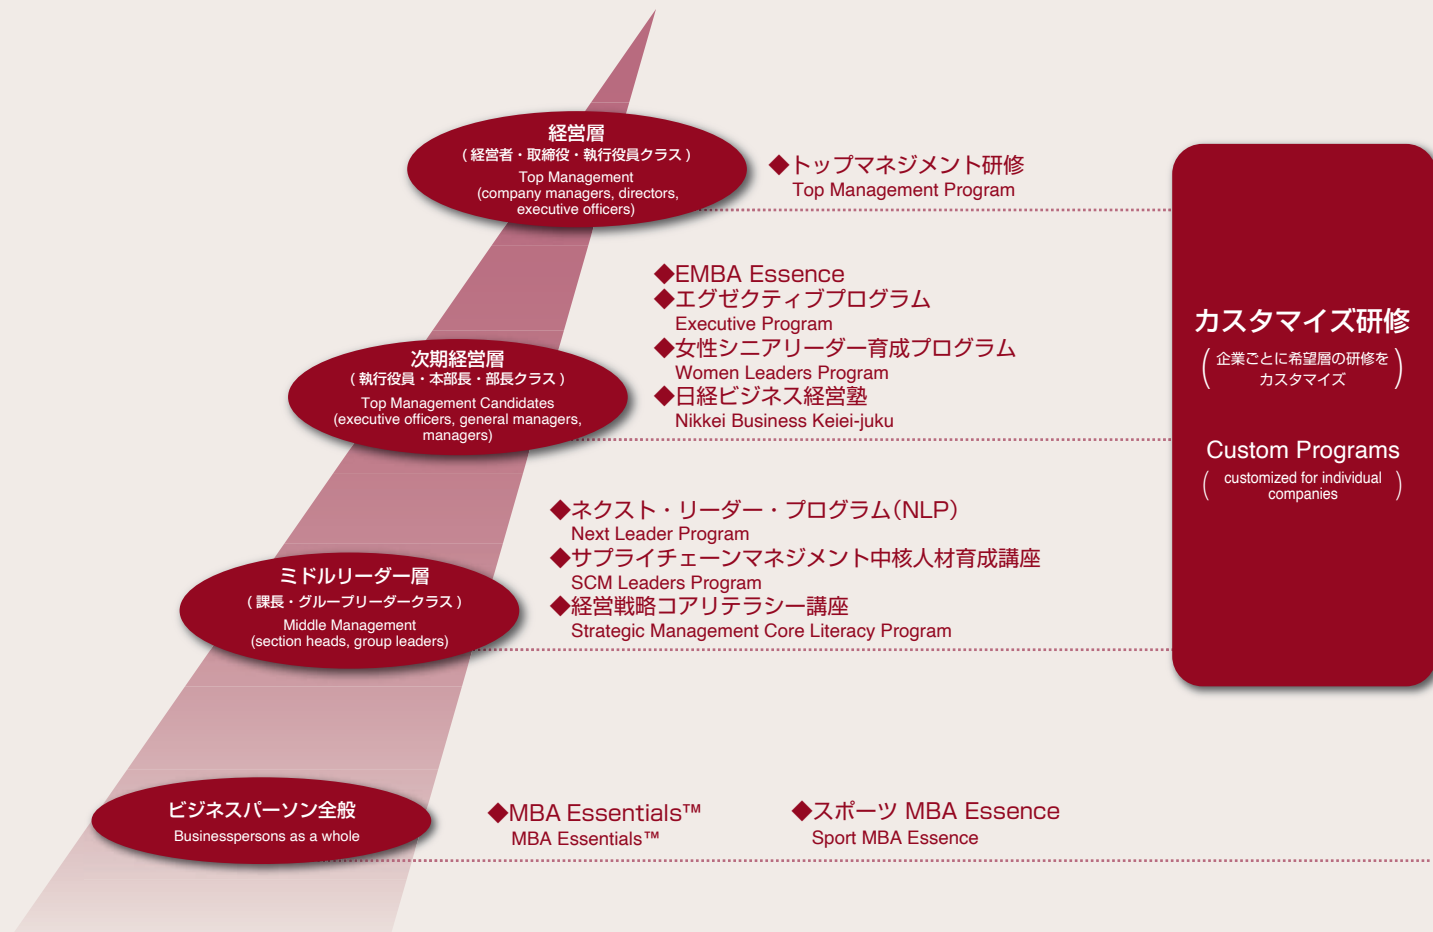 経営層
( 経営者・取締役・執行役員クラス )
Top Management
(company managers, directors,
executive officers)
◆トップマネジメント研修
Top Management Program
次期経営層
( 執行役員・本部長・部長クラス )
Top Management Candidates
(executive officers, general managers,
managers)
◆EMBA Essence
◆エグゼクティブプログラム
Executive Program
◆女性シニアリーダー育成プログラム
Women Leaders Program
◆日経ビジネス経営塾
Nikkei Business Keiei-juku
ミドルリーダー層
( 課長・グループリーダークラス )
Middle Management
(section heads, group leaders)
◆ネクスト・リーダー・プログラム(NLP)
Next Leader Program
◆サプライチェーンマネジメント中核人材育成講座
SCM Leaders Program
◆経営戦略コアリテラシー講座
Strategic Management Core Literacy Program
ビジネスパーソン全般
Businesspersons as a whole
◆MBA Essentials™
MBA Essentials™
◆スポーツ MBA Essence
Sport MBA Essence
カスタマイズ研修
(企業ごとに希望層の研修を
カスタマイズ)
Custom Programs
(customized for individual
companies)